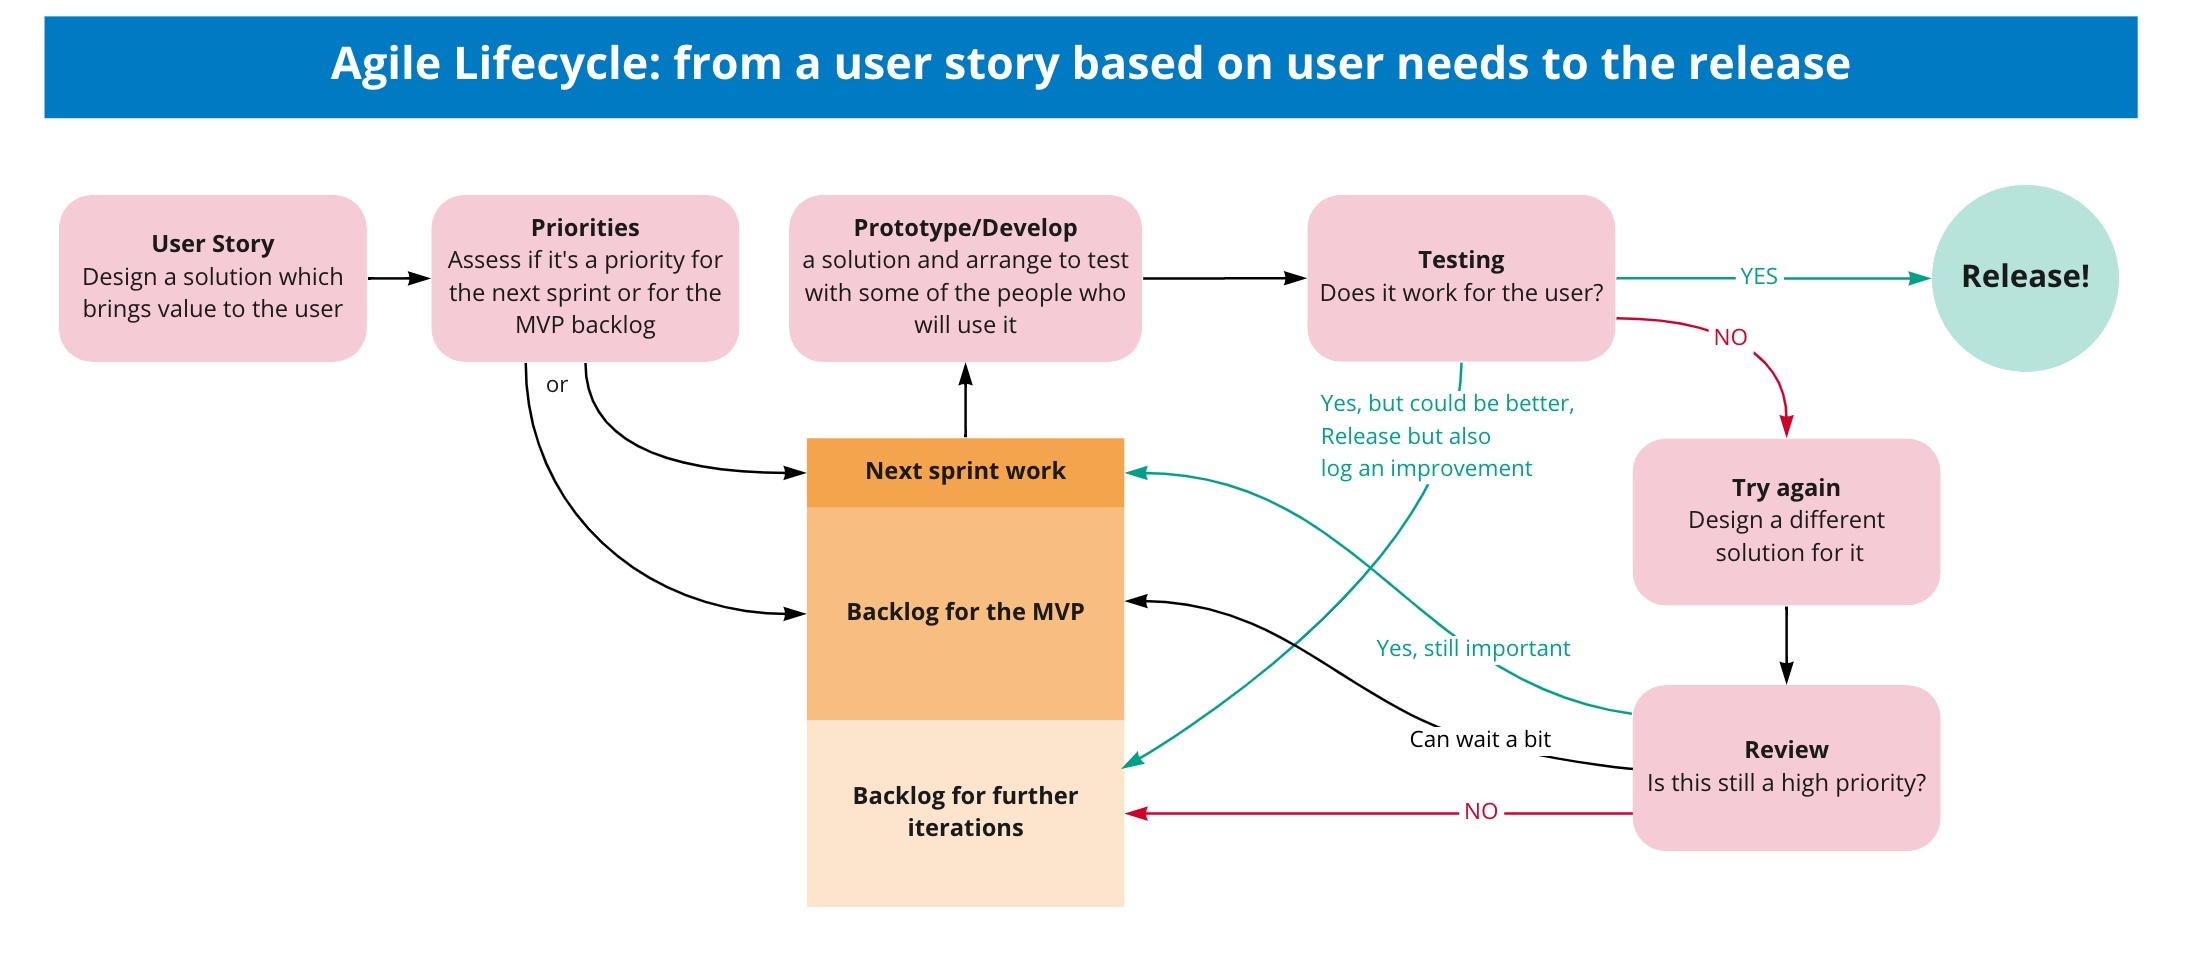 Agile Lifecycle: from a user story based on user needs to the release
User Story
Design a solution which
brings value to the user
Priorities
Assess if it's a priority for
the next sprint or for the
MVP backlog
Prototype/Develop
a solution and arrange to test
with some of the people who
will use it
Testing
Does it work for the user?
YES
Release!
NO
or
Yes, but could be better,
Release but also
log an improvement
Next sprint work
Try again
Design a different
solution for it
Backlog for the MVP
Yes, still important
Can wait a bit
Review
Is this still a high priority?
Backlog for further
iterations
NO